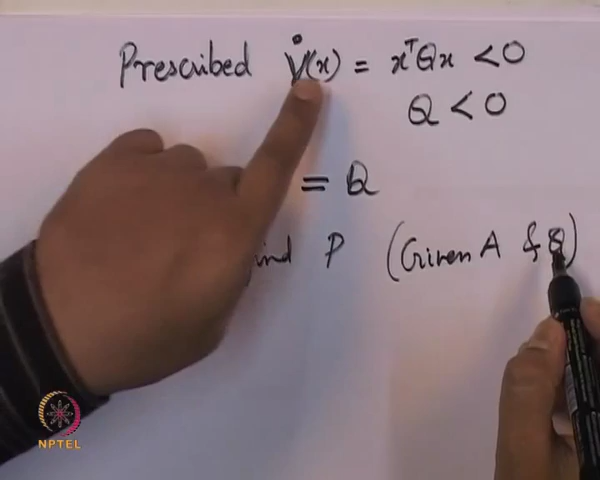 Prescribed V̇(x) = xᵀQx < 0
Q < 0
= Q
P (Given A & Q)
NPTEL